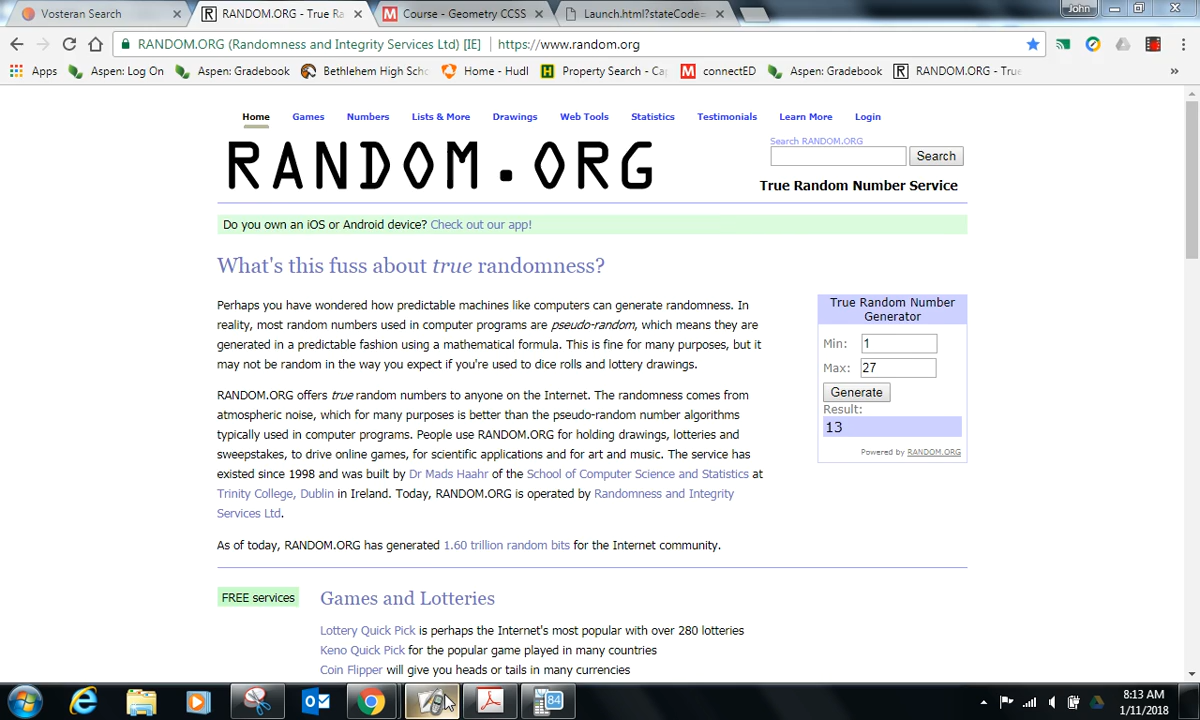 John
Vosteran Search
RANDOM.ORG - True Ra
Course - Geometry CCSS
Launch.html?stateCode=
RANDOM.ORG (Randomness and Integrity Services Ltd) [IE] https://www.random.org
Apps Aspen: Log On Aspen: Gradebook Bethlehem High Scho Home - Hudl Property Search - Cap connectED Aspen: Gradebook RANDOM.ORG - True
Home Games Numbers Lists & More Drawings Web Tools Statistics Testimonials Learn More Login
RANDOM.ORG
Search RANDOM.ORG
Search
True Random Number Service
Do you own an iOS or Android device? Check out our app!
What's this fuss about true randomness?
Perhaps you have wondered how predictable machines like computers can generate randomness. In
reality, most random numbers used in computer programs are pseudo-random, which means they are
generated in a predictable fashion using a mathematical formula. This is fine for many purposes, but it
may not be random in the way you expect if you're used to dice rolls and lottery drawings.
RANDOM.ORG offers true random numbers to anyone on the Internet. The randomness comes from
atmospheric noise, which for many purposes is better than the pseudo-random number algorithms
typically used in computer programs. People use RANDOM.ORG for holding drawings, lotteries and
sweepstakes, to drive online games, for scientific applications and for art and music. The service has
existed since 1998 and was built by Dr Mads Haahr of the School of Computer Science and Statistics at
Trinity College, Dublin in Ireland. Today, RANDOM.ORG is operated by Randomness and Integrity
Services Ltd.
As of today, RANDOM.ORG has generated 1.60 trillion random bits for the Internet community.
True Random Number
Generator
Min: 1
Max: 27
Generate
Result:
13
Powered by RANDOM.ORG
FREE services
Games and Lotteries
Lottery Quick Pick is perhaps the Internet's most popular with over 280 lotteries
Keno Quick Pick for the popular game played in many countries
Coin Flipper will give you heads or tails in many currencies
84
8:13 AM
1/11/2018